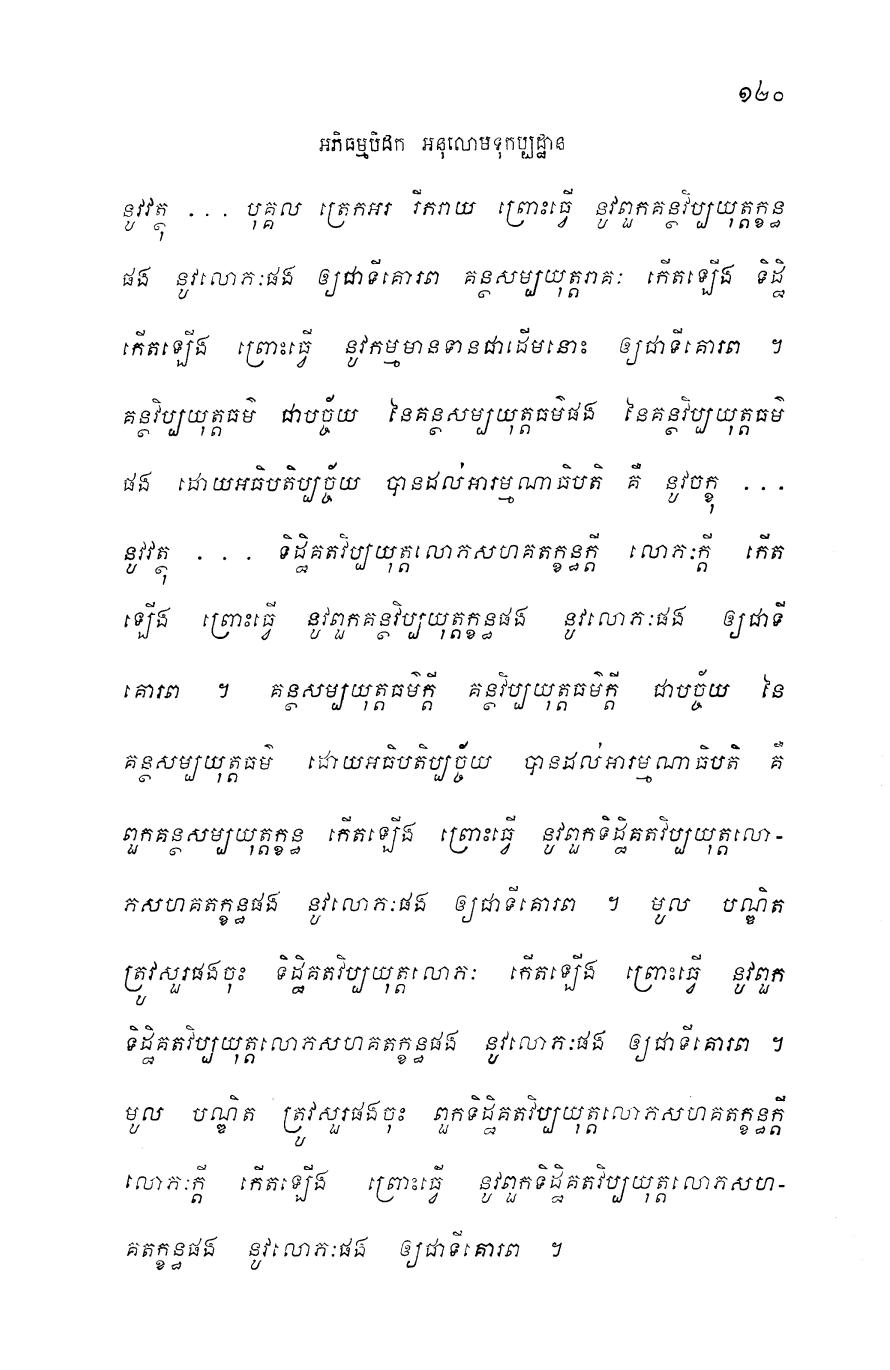 ១៤០
អភិធម្មបិដក អនុលោមទុកប្បដ្ឋាន
នូវវត្ថុ ... បុគ្គល ត្រេកអរ រីករាយ ព្រោះធ្វើ នូវពួកគន្ថវិប្បយុត្តក្ខន្ធ
ផង នូវលោភៈផង ឲ្យជាទីគោរព គន្ថសម្បយុត្តរាគៈ កើតឡើង ទិដ្ឋិ
កើតឡើង ព្រោះធ្វើ នូវកម្មមានទានជាដើមនោះ ឲ្យជាទីគោរព ។
គន្ថវិប្បយុត្តធម៌ ជាបច្ច័យ នៃគន្ថសម្បយុត្តធម៌ផង នៃគន្ថវិប្បយុត្តធម៌
ផង ដោយអធិបតិប្បច្ច័យ បានដល់អារម្មណាធិបតិ គឺ នូវចក្ខុ ...
នូវវត្ថុ ... ទិដ្ឋិគតវិប្បយុត្តលោភសហគតក្ខន្ធក្តី លោភៈក្តី កើត
ឡើង ព្រោះធ្វើ នូវពួកគន្ថវិប្បយុត្តក្ខន្ធផង នូវលោភៈផង ឲ្យជាទី
គោរព ។ គន្ថសម្បយុត្តធម៌ក្តី គន្ថវិប្បយុត្តធម៌ក្តី ជាបច្ច័យ នៃ
គន្ថសម្បយុត្តធម៌ ដោយអធិបតិប្បច្ច័យ បានដល់អារម្មណាធិបតិ គឺ
ពួកគន្ថសម្បយុត្តក្ខន្ធ កើតឡើង ព្រោះធ្វើ នូវពួកទិដ្ឋិគតវិប្បយុត្តលោ-
ភសហគតក្ខន្ធផង នូវលោភៈផង ឲ្យជាទីគោរព ។ មូល បណ្ឌិត
ត្រូវសួរផងចុះ ទិដ្ឋិគតវិប្បយុត្តលោភៈ កើតឡើង ព្រោះធ្វើ នូវពួក
ទិដ្ឋិគតវិប្បយុត្តលោភសហគតក្ខន្ធផង នូវលោភៈផង ឲ្យជាទីគោរព ។
មូល បណ្ឌិត ត្រូវសួរផងចុះ ពួកទិដ្ឋិគតវិប្បយុត្តលោភសហគតក្ខន្ធក្តី
លោភៈក្តី កើតឡើង ព្រោះធ្វើ នូវពួកទិដ្ឋិគតវិប្បយុត្តលោភសហ-
គតក្ខន្ធផង នូវលោភៈផង ឲ្យជាទីគោរព ។